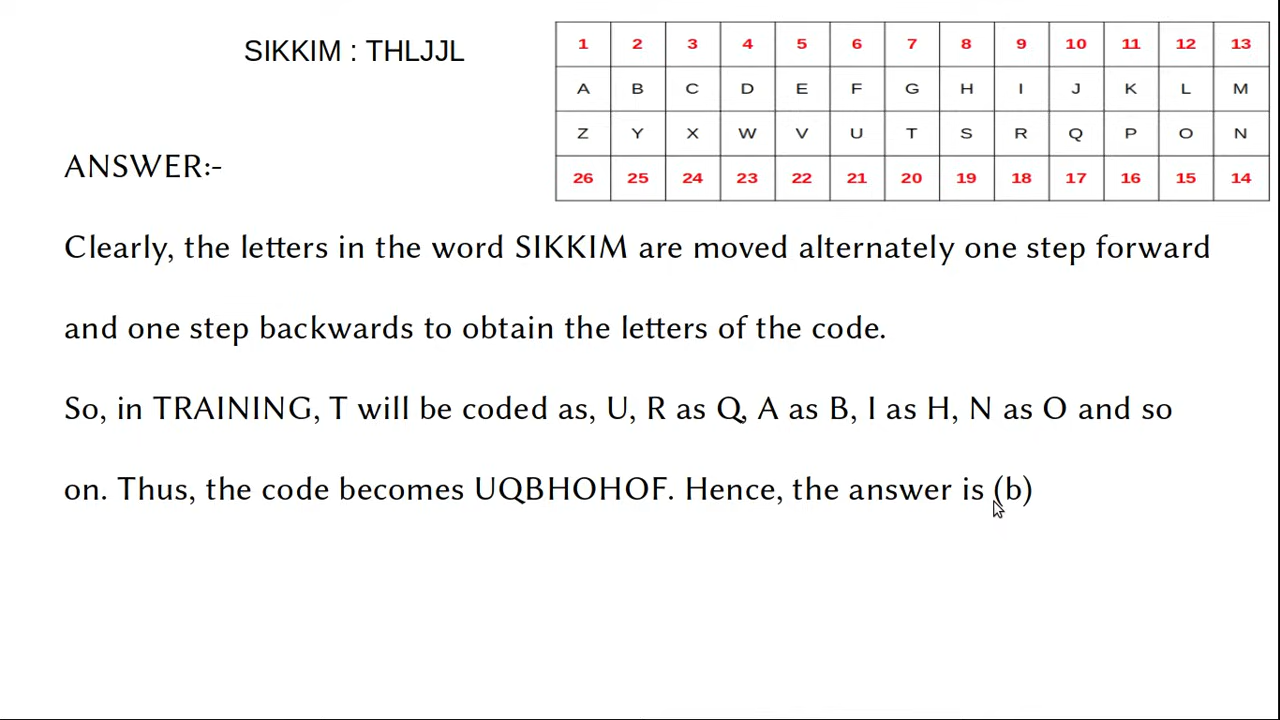 SIKKIM : THLJJL
1 2 3 4 5 6 7 8 9 10 11 12 13
A B C D E F G H I J K L M
Z Y X W V U T S R Q P O N
26 25 24 23 22 21 20 19 18 17 16 15 14
ANSWER:-
Clearly, the letters in the word SIKKIM are moved alternately one step forward
and one step backwards to obtain the letters of the code.
So, in TRAINING, T will be coded as, U, R as Q, A as B, I as H, N as O and so
on. Thus, the code becomes UQBHOHOF. Hence, the answer is (b)